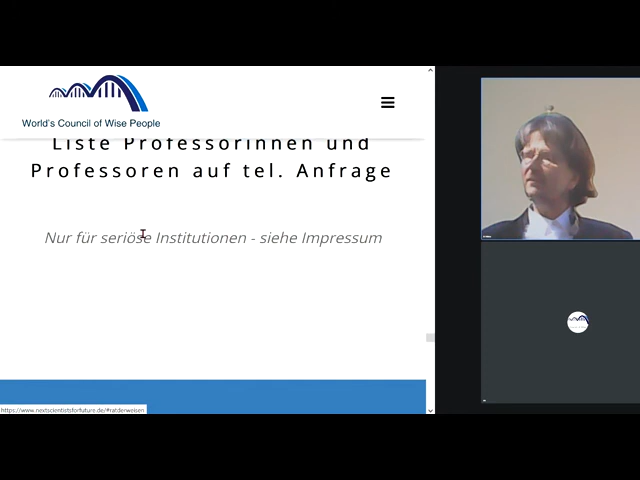 World's Council of Wise People
Liste Professorinnen und
Professoren auf tel. Anfrage
Nur für seriöse Institutionen - siehe Impressum
https://www.nextscientistsforfuture.de/#ratderweisen